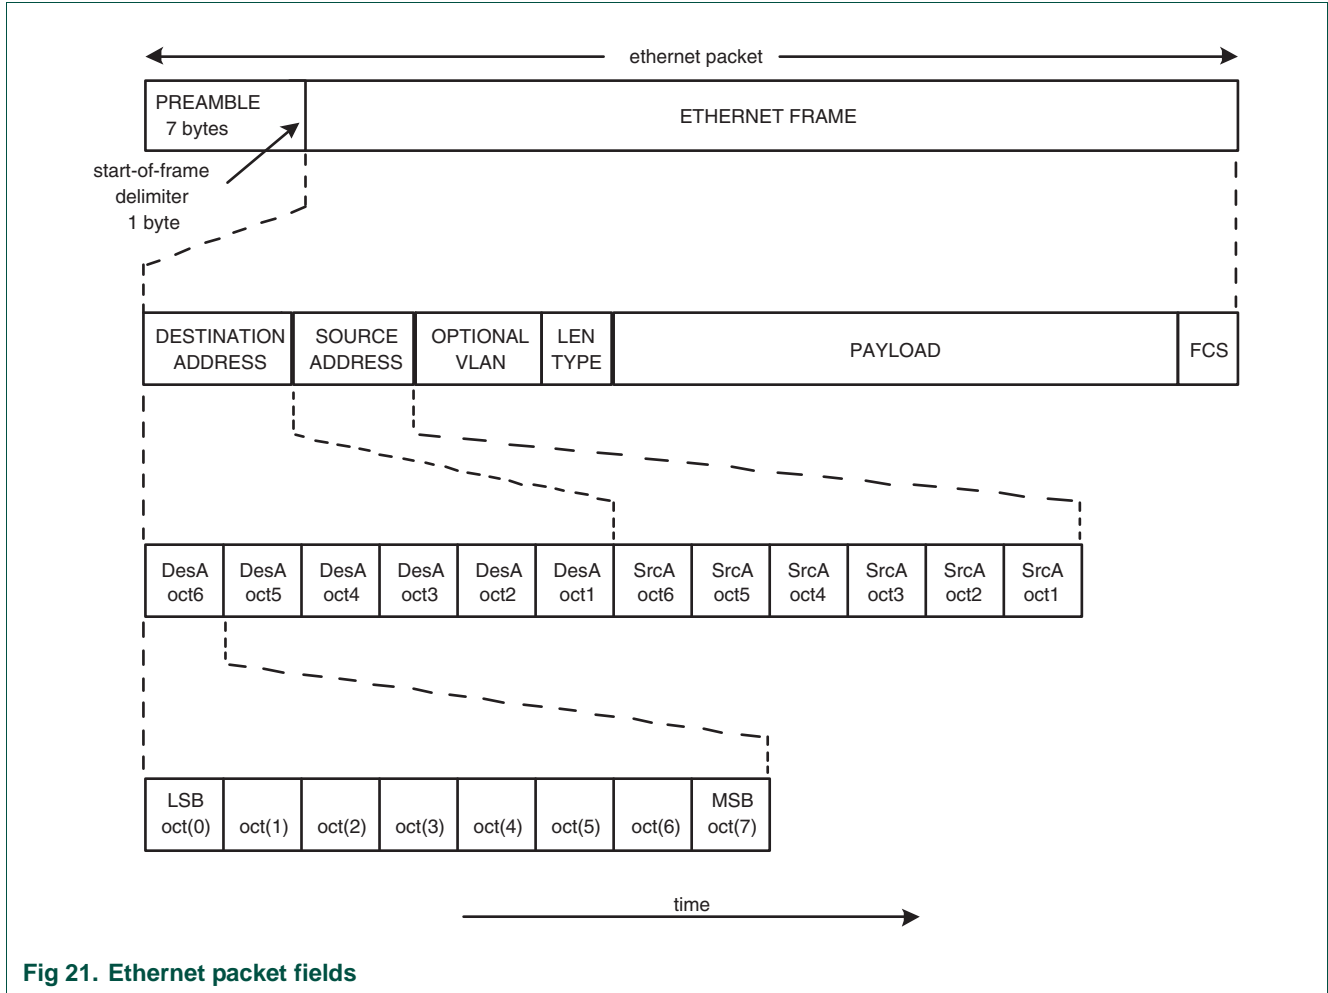 ethernet packet
PREAMBLE
7 bytes
ETHERNET FRAME
start-of-frame
delimiter
1 byte
DESTINATION
ADDRESS
SOURCE
ADDRESS
OPTIONAL
VLAN
LEN
TYPE
PAYLOAD
FCS
DesA
oct6
DesA
oct5
DesA
oct4
DesA
oct3
DesA
oct2
DesA
oct1
SrcA
oct6
SrcA
oct5
SrcA
oct4
SrcA
oct3
SrcA
oct2
SrcA
oct1
LSB
oct(0)
oct(1)
oct(2)
oct(3)
oct(4)
oct(5)
oct(6)
MSB
oct(7)
time
Fig 21. Ethernet packet fields